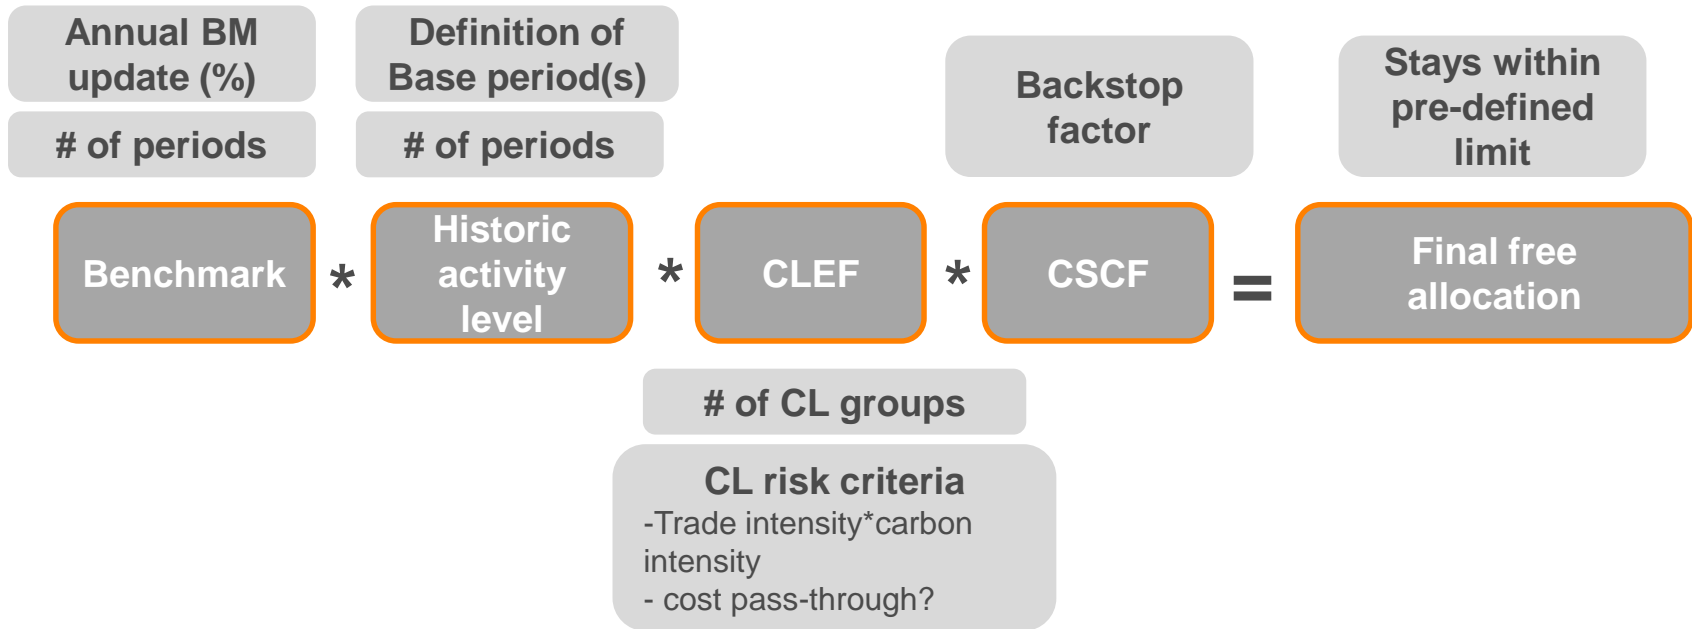 Annual BM
update (%)
Definition of
Base period(s)
Backstop
factor
Stays within
pre-defined
limit
# of periods
# of periods
Benchmark
*
Historic
activity
level
*
CLEF
*
CSCF
=
Final free
allocation
# of CL groups
CL risk criteria
-Trade intensity*carbon
intensity
- cost pass-through?